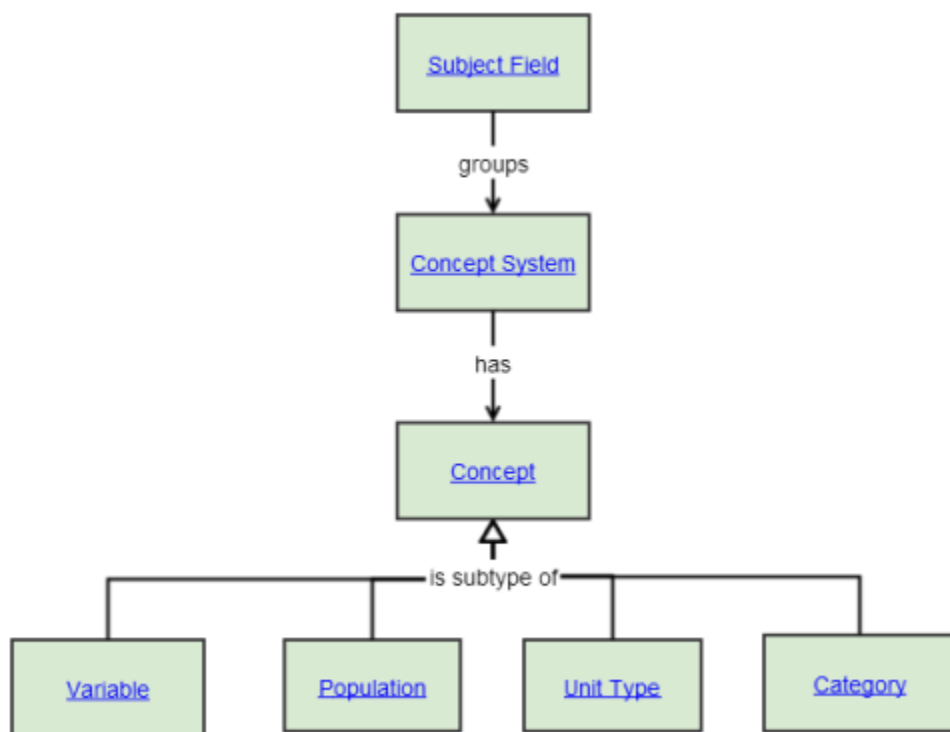 Subject Field
groups
Concept System
has
Concept
is subtype of
Variable
Population
Unit Type
Category